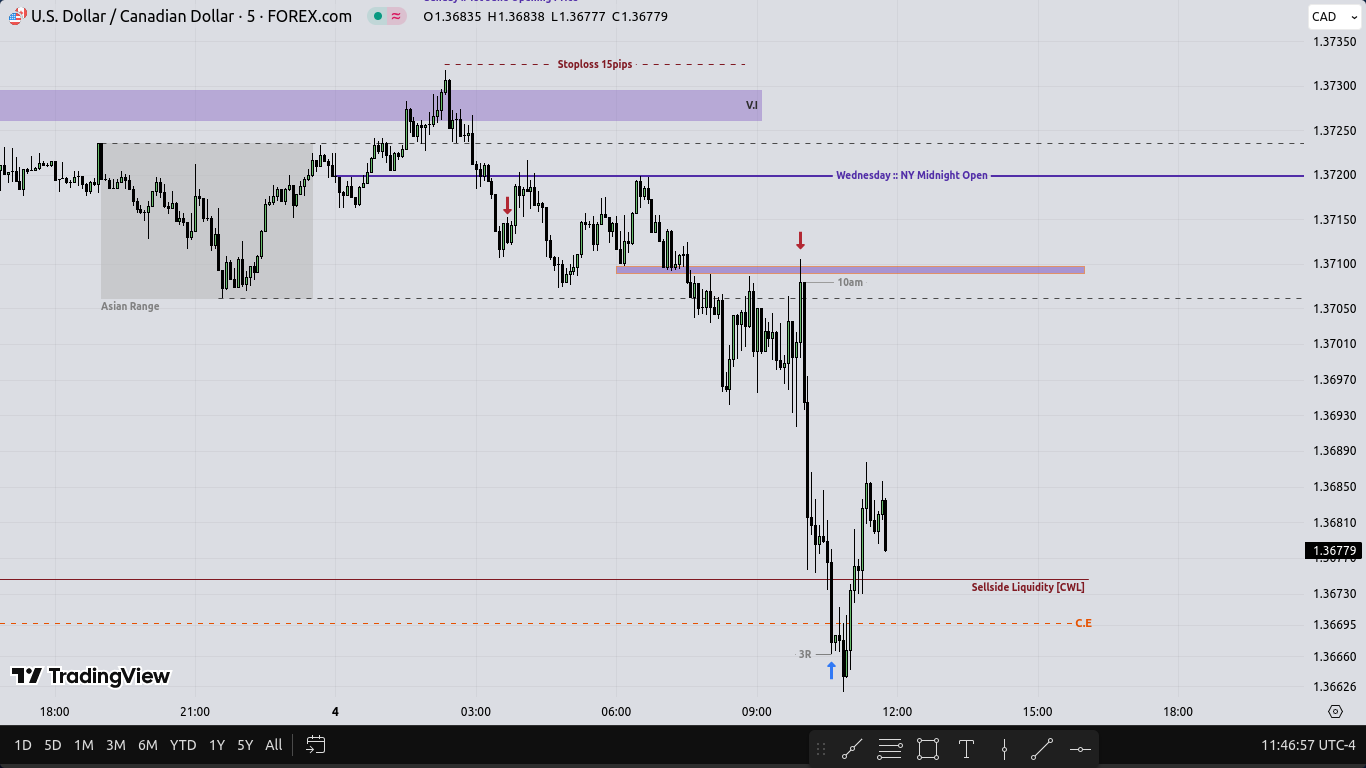 U.S. Dollar / Canadian Dollar · 5 · FOREX.com
O1.36835 H1.36838 L1.36777 C1.36779
CAD
1.37350
Stoploss 15pips
1.37300
V.I
1.37250
Wednesday :: NY Midnight Open
1.37200
1.37150
1.37100
10am
Asian Range
1.37050
1.37010
1.36970
1.36930
1.36890
1.36850
1.36810
1.36779
Sellside Liquidity [CWL]
1.36730
C.E
1.36695
3R
1.36660
TradingView
1.36626
18:00 21:00 4 03:00 06:00 09:00 12:00 15:00 18:00
1D 5D 1M 3M 6M YTD 1Y 5Y All
11:46:57 UTC-4